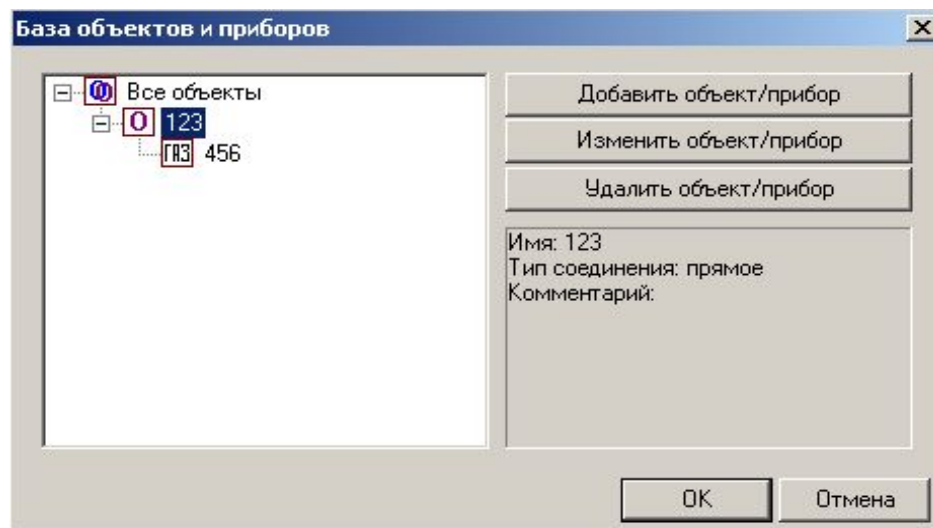 База объектов и приборов
Все объекты
О 123
ГАЗ 456
Добавить объект/прибор
Изменить объект/прибор
Удалить объект/прибор
Имя: 123
Тип соединения: прямое
Комментарий:
OK
Отмена